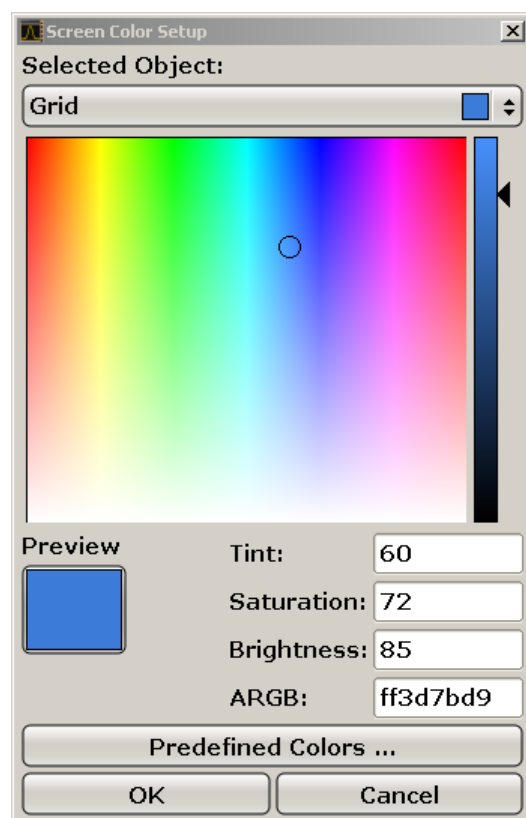 Screen Color Setup
Selected Object:
Grid
Preview
Tint: 60
Saturation: 72
Brightness: 85
ARGB: ff3d7bd9
Predefined Colors ...
OK Cancel